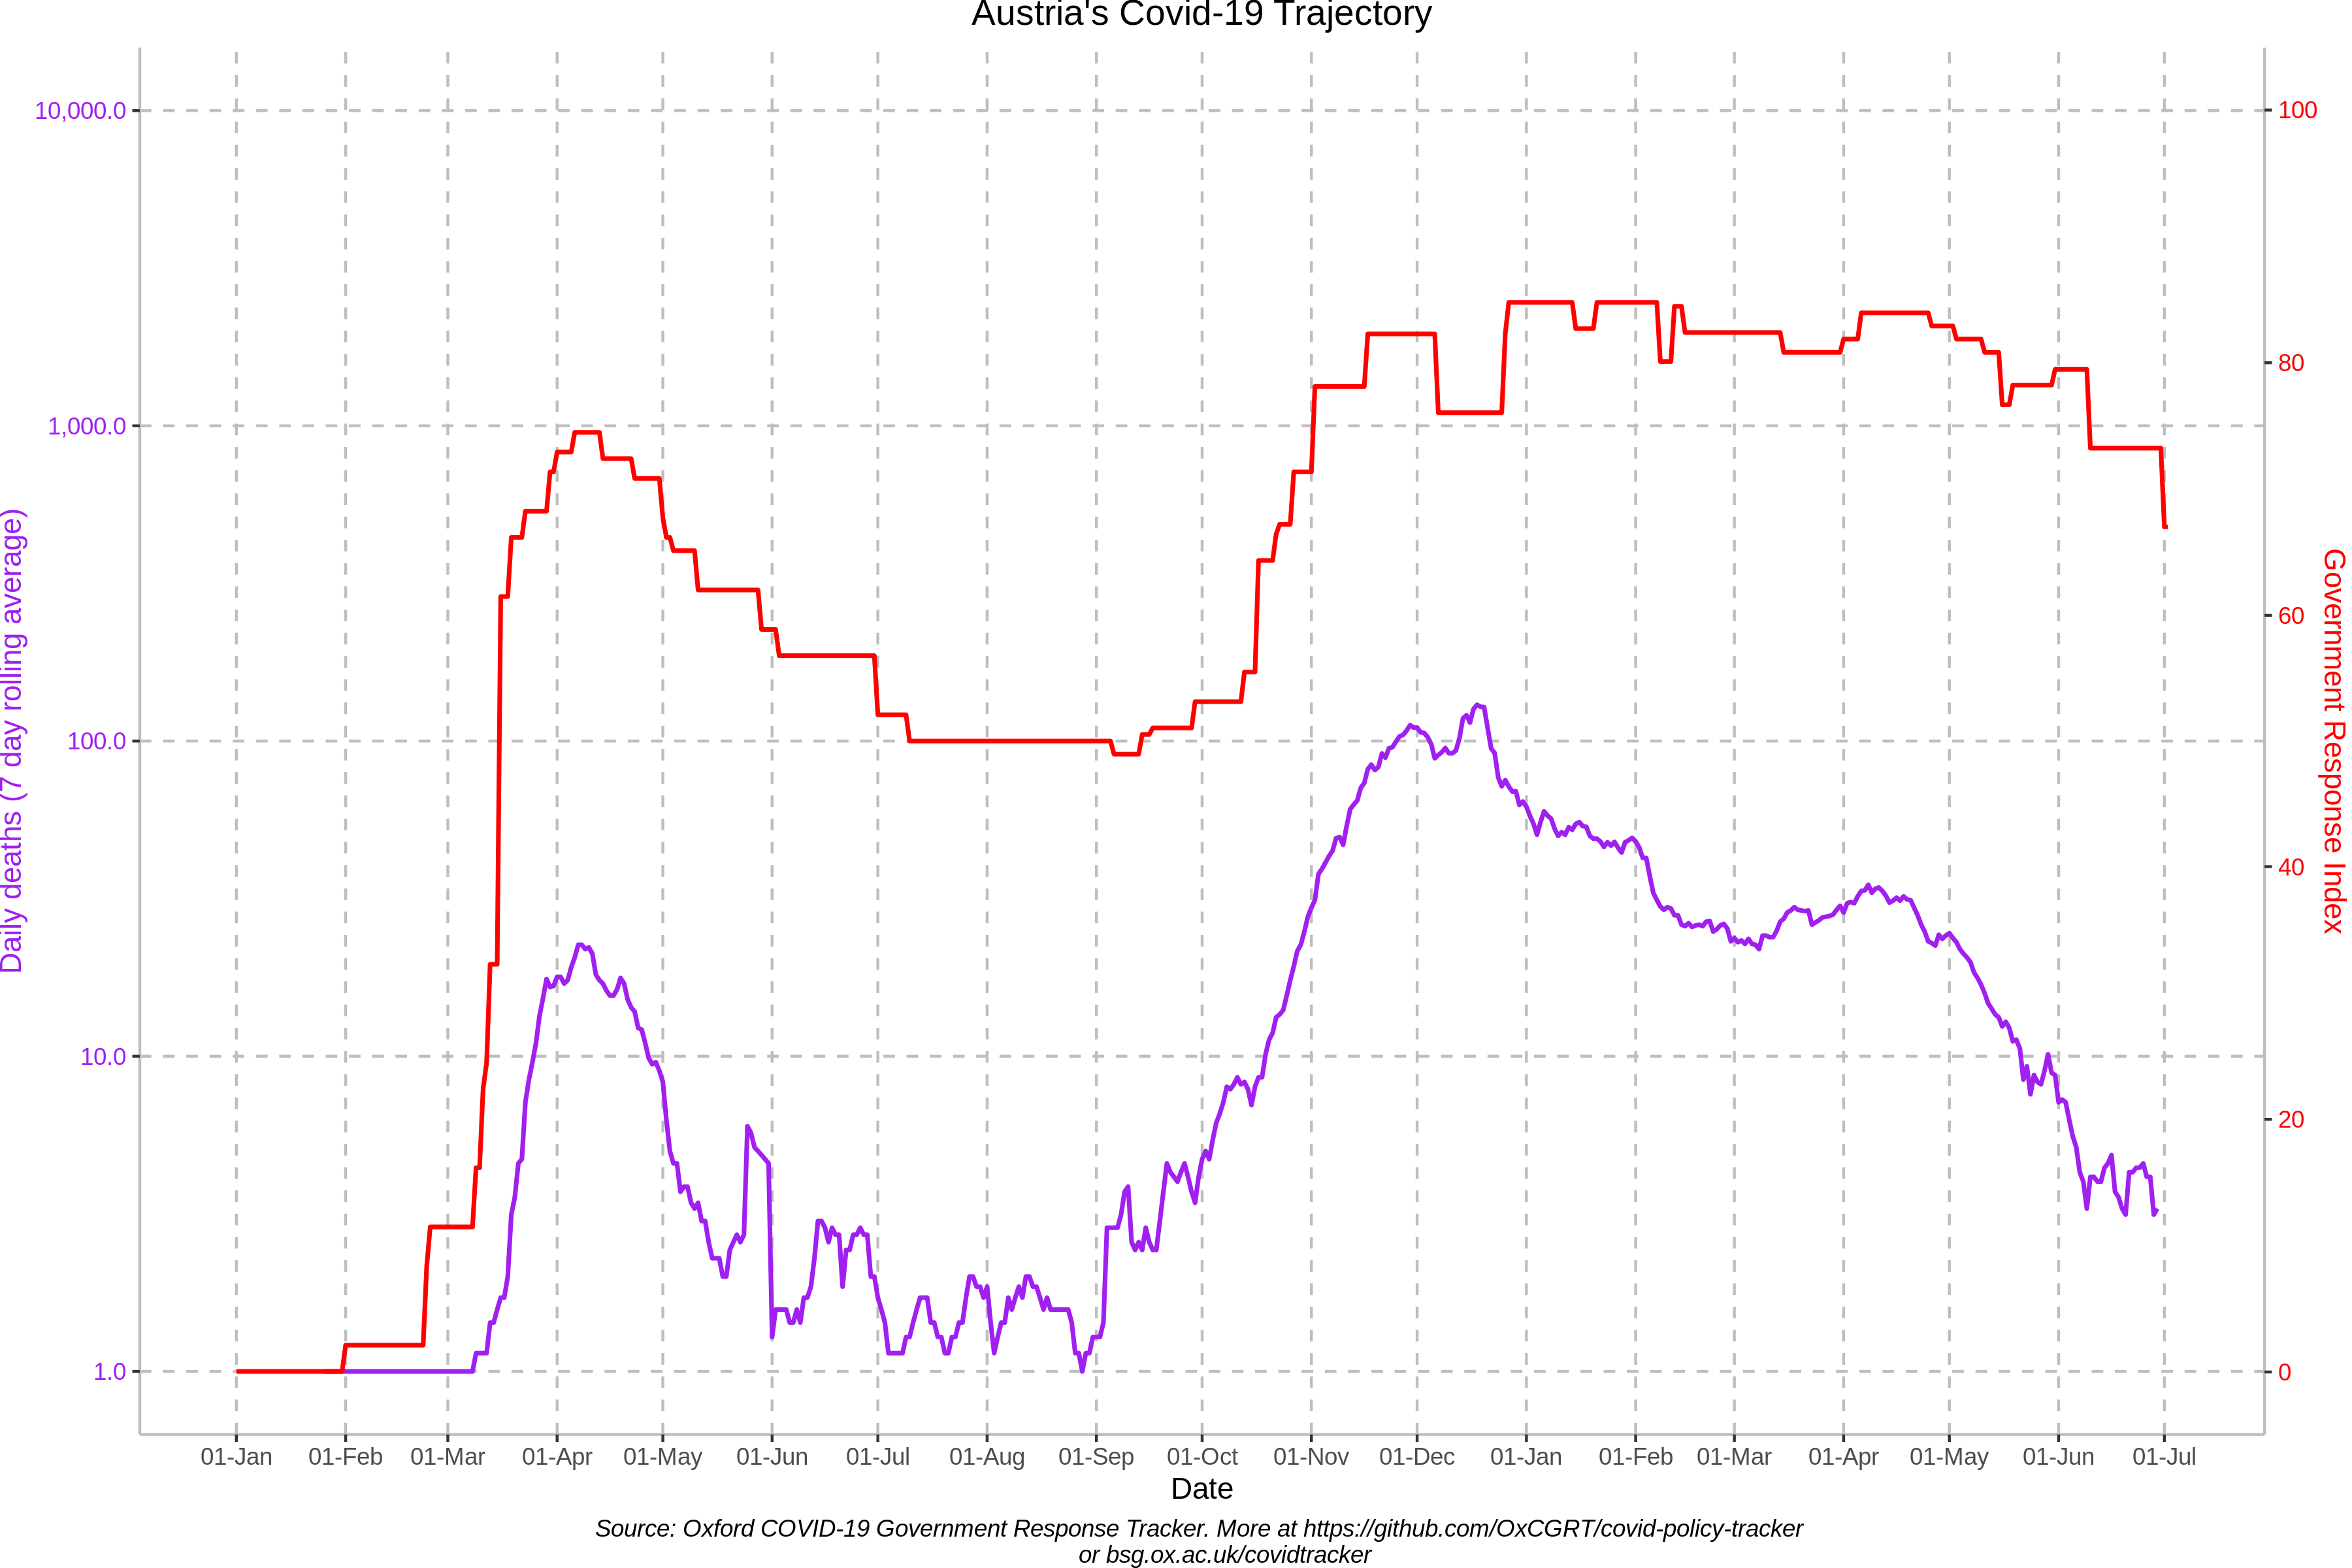 Austria's Covid-19 Trajectory
10,000.0
1,000.0
100.0
10.0
1.0
Daily deaths (7 day rolling average)
100
80
60
40
20
0
Government Response Index
01-Jan 01-Feb 01-Mar 01-Apr 01-May 01-Jun 01-Jul 01-Aug 01-Sep 01-Oct 01-Nov 01-Dec 01-Jan 01-Feb 01-Mar 01-Apr 01-May 01-Jun 01-Jul
Date
Source: Oxford COVID-19 Government Response Tracker. More at https://github.com/OxCGRT/covid-policy-tracker
or bsg.ox.ac.uk/covidtracker